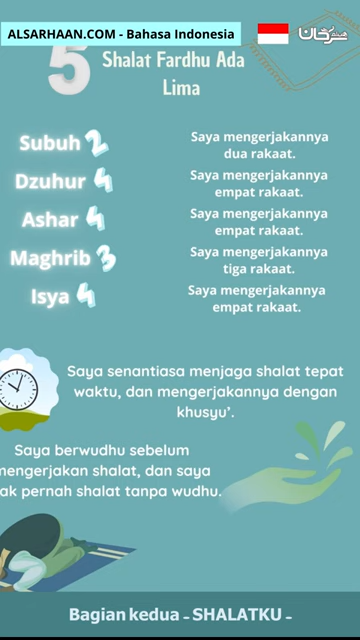 ALSARHAAN.COM - Bahasa Indonesia
5
Shalat Fardhu Ada
Lima
Subuh 2
Saya mengerjakannya
dua rakaat.
Dzuhur 4
Saya mengerjakannya
empat rakaat.
Ashar 4
Saya mengerjakannya
empat rakaat.
Maghrib 3
Saya mengerjakannya
tiga rakaat.
Isya 4
Saya mengerjakannya
empat rakaat.
Saya senantiasa menjaga shalat tepat
waktu, dan mengerjakannya dengan
khusyu’.
Saya berwudhu sebelum
mengerjakan shalat, dan saya
ak pernah shalat tanpa wudhu.
Bagian kedua - SHALATKU -